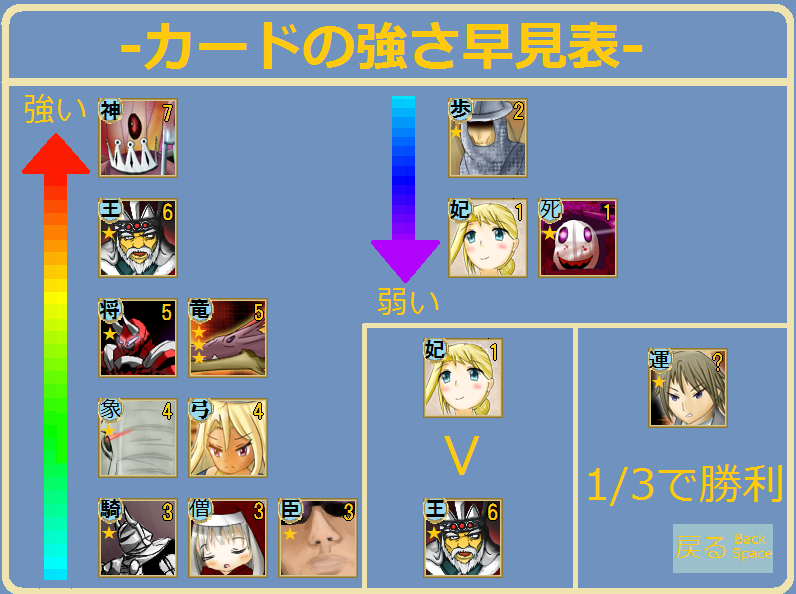 -カードの強さ早見表-
強い
神 7
王 6
将 5 竜 5
象 4 弓 4
騎 3 僧 3 臣 3
歩 2
妃 1 死 1
弱い
妃 1
V
王 6
運 ?
1/3で勝利
戻る Back Space